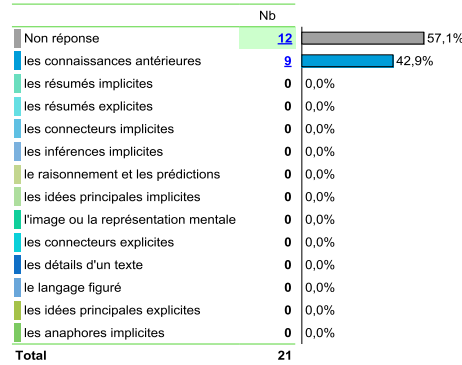 Nb
Non réponse 12 57,1%
les connaissances antérieures 9 42,9%
les résumés implicites 0 0,0%
les résumés explicites 0 0,0%
les connecteurs implicites 0 0,0%
les inférences implicites 0 0,0%
le raisonnement et les prédictions 0 0,0%
les idées principales implicites 0 0,0%
l'image ou la représentation mentale 0 0,0%
les connecteurs explicites 0 0,0%
les détails d'un texte 0 0,0%
le langage figuré 0 0,0%
les idées principales explicites 0 0,0%
les anaphores implicites 0 0,0%
Total 21